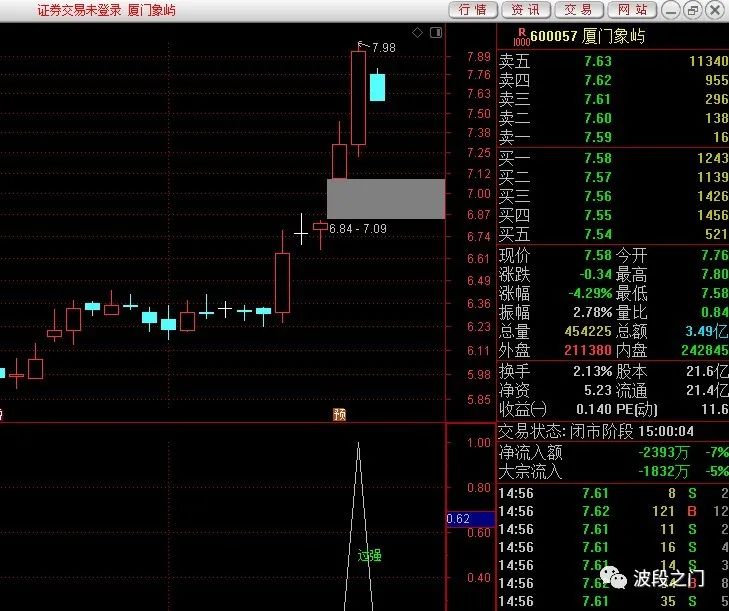 证券交易未登录 厦门象屿
行情 资讯 交易 网站
R
1000 600057 厦门象屿
卖五 7.63 11340
卖四 7.62 955
卖三 7.61 296
卖二 7.60 138
卖一 7.59 16
买一 7.58 1243
买二 7.57 1139
买三 7.56 1426
买四 7.55 1456
买五 7.54 521
现价 7.58 今开 7.76
涨跌 -0.34 最高 7.80
涨幅 -4.29% 最低 7.58
振幅 2.78% 量比 0.84
总量 454225 总额 3.49亿
外盘 211380 内盘 242845
换手 2.13% 股本 21.6亿
净资 5.23 流通 21.4亿
收益㈠ 0.140 PE(动) 11.6
交易状态: 闭市阶段 15:00:04
净流入额 -2393万 -7%
大宗流入 -1832万 -5%
14:56 7.61 8 S 2
14:56 7.62 121 B 12
14:56 7.61 11 S 2
14:56 7.61 16 S 4
14:56 7.61 14 S 3
14:56 7.62 34 B 8
14:56 7.61 35 S 5
7.98
6.84 - 7.09
预
7.89
7.76
7.63
7.50
7.38
7.25
7.12
7.00
6.87
6.74
6.61
6.49
6.36
6.23
6.11
5.98
5.85
1.00
0.80
0.62
0.60
0.40
过强
波段之门